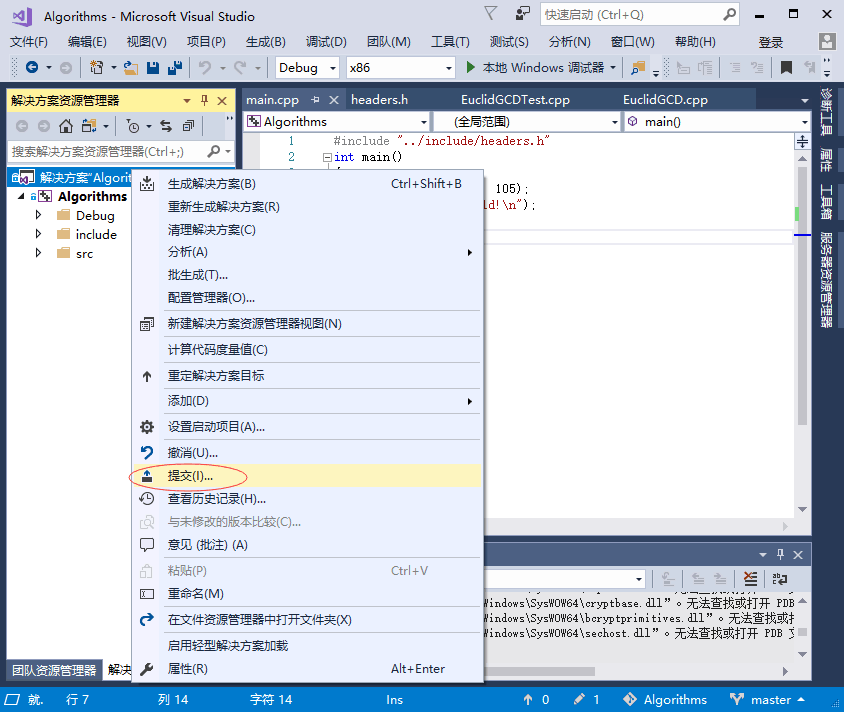 Algorithms - Microsoft Visual Studio
快速启动 (Ctrl+Q)
文件(F) 编辑(E) 视图(V) 项目(P) 生成(B) 调试(D) 团队(M) 工具(T) 测试(S) 分析(N) 窗口(W) 帮助(H) 登录
Debug x86 本地 Windows 调试器
解决方案资源管理器
搜索解决方案资源管理器(Ctrl+;)
解决方案"Algorit
Algorithms
Debug
include
src
main.cpp headers.h EuclidGCDTest.cpp EuclidGCD.cpp
Algorithms (全局范围) main()
1 #include "../include/headers.h"
2 int main()
105);
ld!\n");
生成解决方案(B) Ctrl+Shift+B
重新生成解决方案(R)
清理解决方案(C)
分析(A)
批生成(T)...
配置管理器(O)...
新建解决方案资源管理器视图(N)
计算代码度量值(C)
重定解决方案目标
添加(D)
设置启动项目(A)...
撤消(U)...
提交(I)...
查看历史记录(H)...
与未修改的版本比较(C)...
意见 (批注) (A)
粘贴(P) Ctrl+V
重命名(M)
在文件资源管理器中打开文件夹(X)
启用轻型解决方案加载
属性(R) Alt+Enter
诊断工具
属性
工具箱
服务器资源管理器
Windows\SysWOW64\cryptbase.dll”。无法查找或打开 PDB
Windows\SysWOW64\bcryptprimitives.dll”。无法查找或
Windows\SysWOW64\sechost.dll”。无法查找或打开 PDB 文
团队资源管理器 解决
就. 行 7 列 14 字符 14 Ins 0 1 Algorithms master